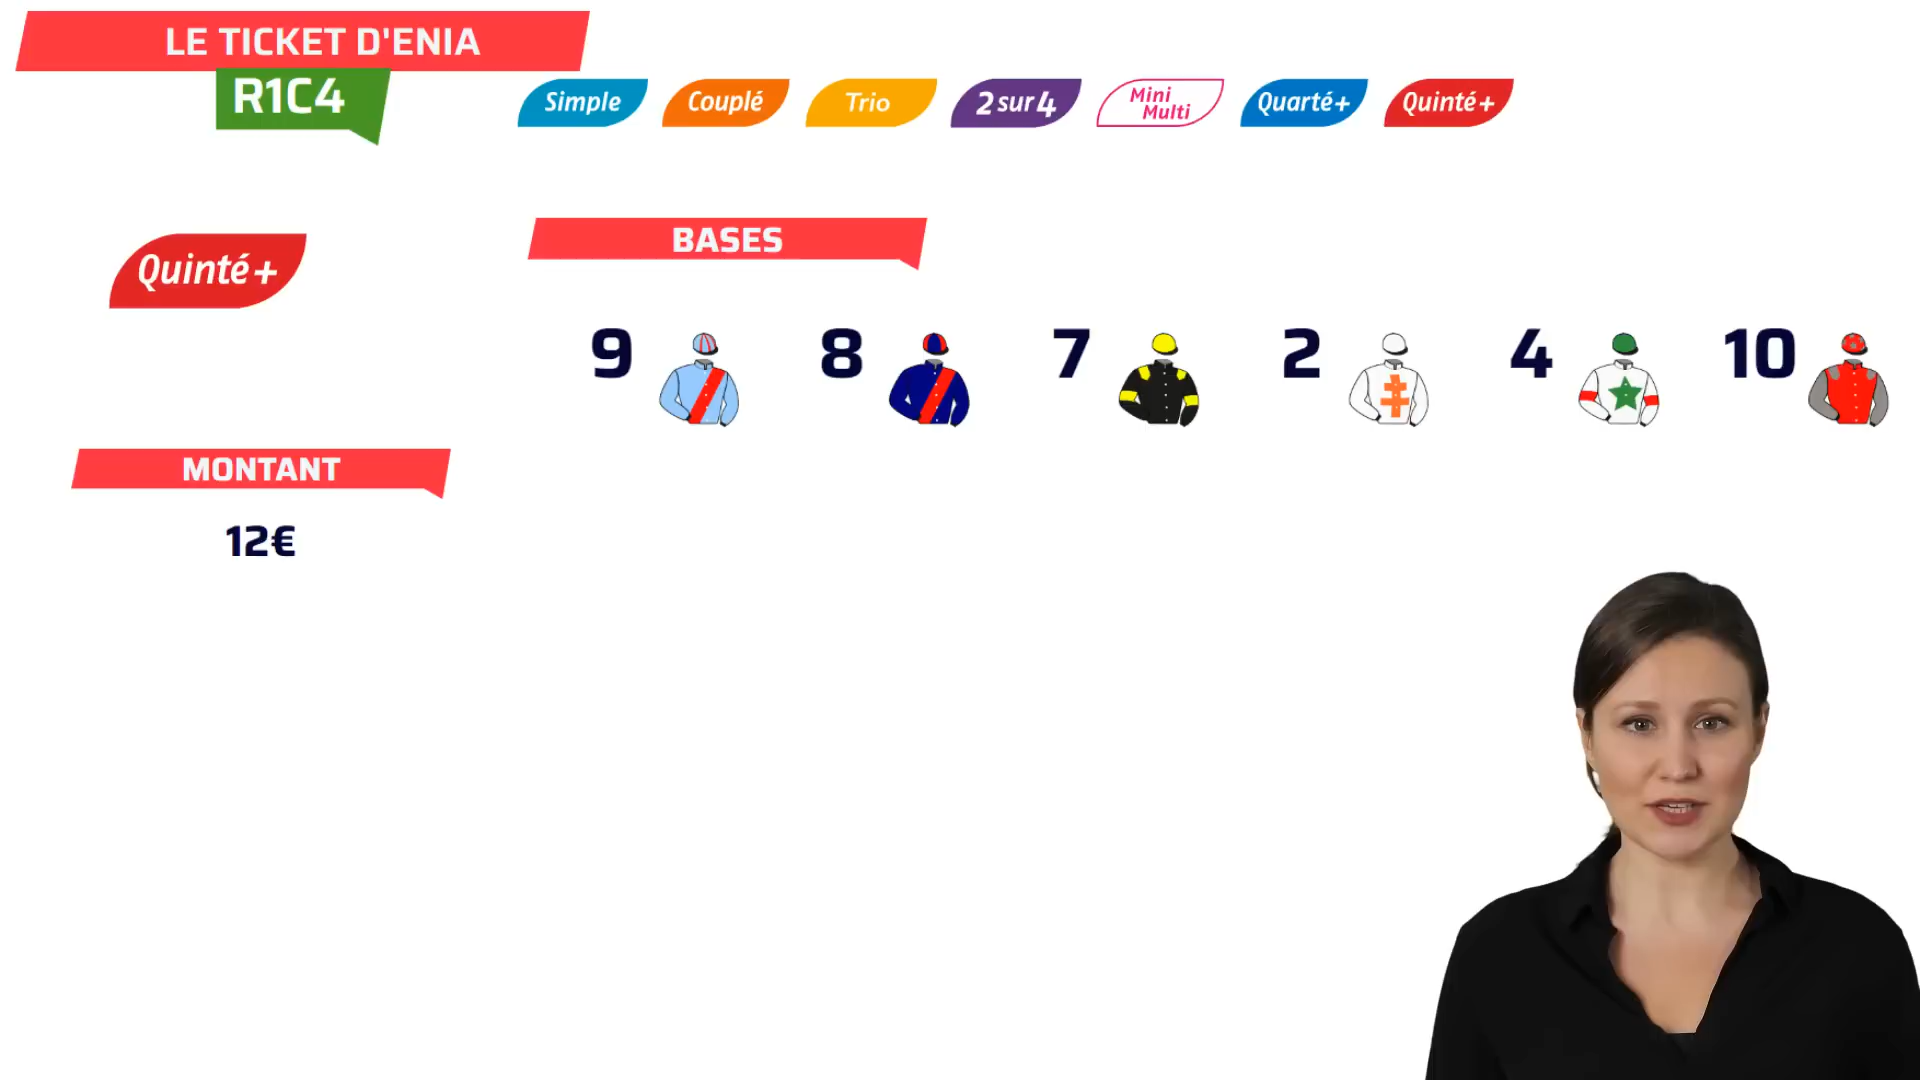 LE TICKET D'ENIA
R1C4
Simple Couplé Trio 2 sur 4 Mini Multi Quarté+ Quinté+
Quinté+
BASES
9 8 7 2 4 10
MONTANT
12€